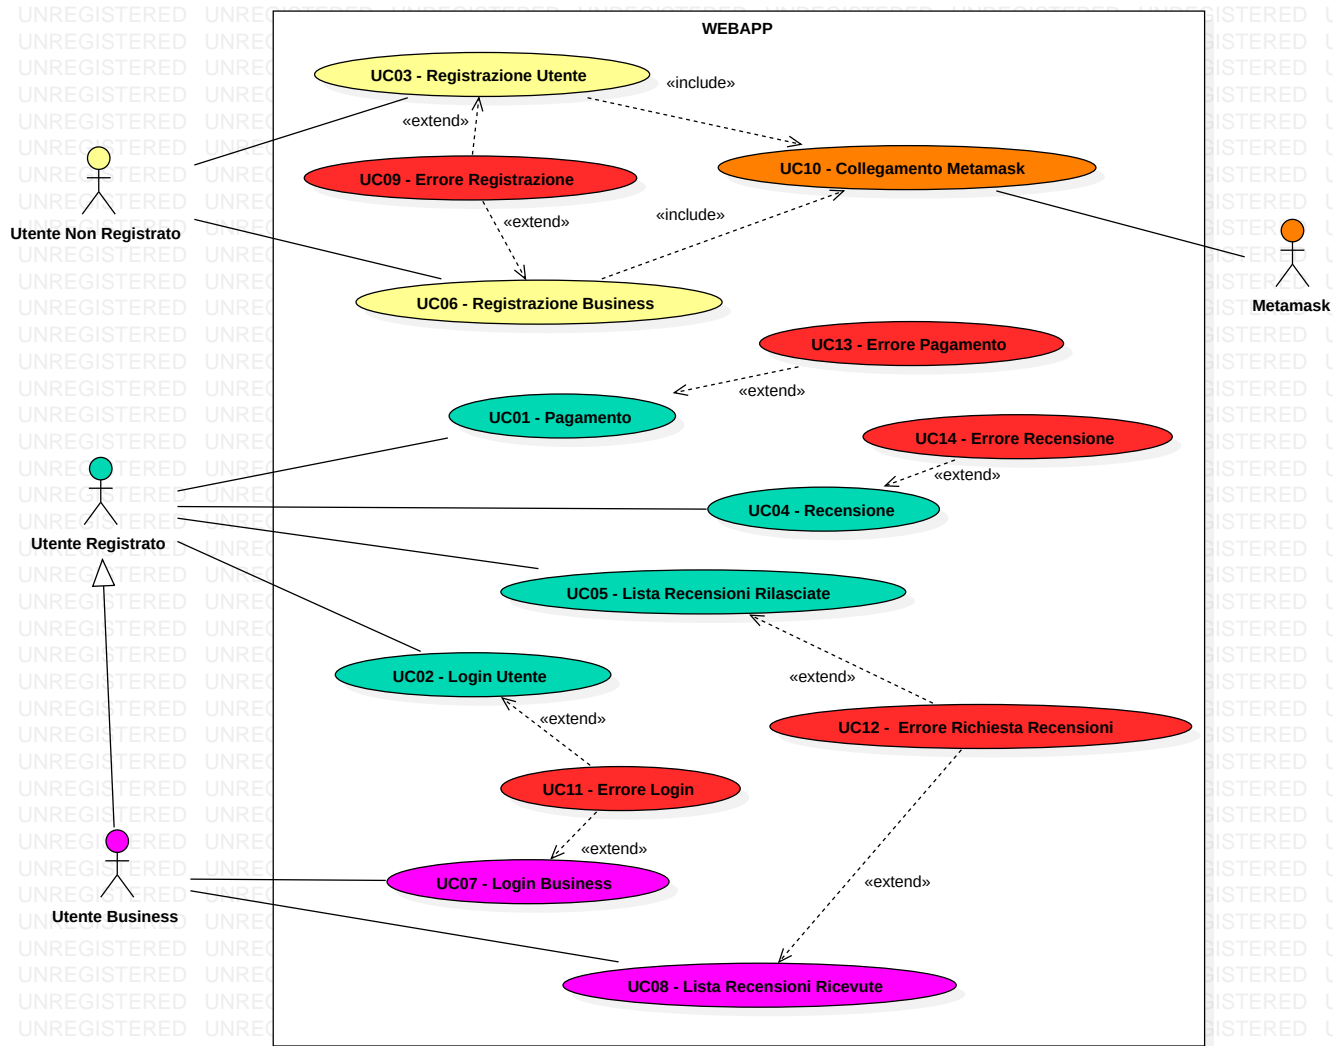 WEBAPP
UC03 - Registrazione Utente
«include»
«extend»
UC10 - Collegamento Metamask
UC09 - Errore Registrazione
«include»
«extend»
Utente Non Registrato
Metamask
UC06 - Registrazione Business
UC13 - Errore Pagamento
«extend»
UC01 - Pagamento
UC14 - Errore Recensione
«extend»
UC04 - Recensione
Utente Registrato
UC05 - Lista Recensioni Rilasciate
UC02 - Login Utente
«extend»
«extend»
UC12 -  Errore Richiesta Recensioni
UC11 - Errore Login
«extend»
UC07 - Login Business
«extend»
Utente Business
UC08 - Lista Recensioni Ricevute
UNREGISTERED